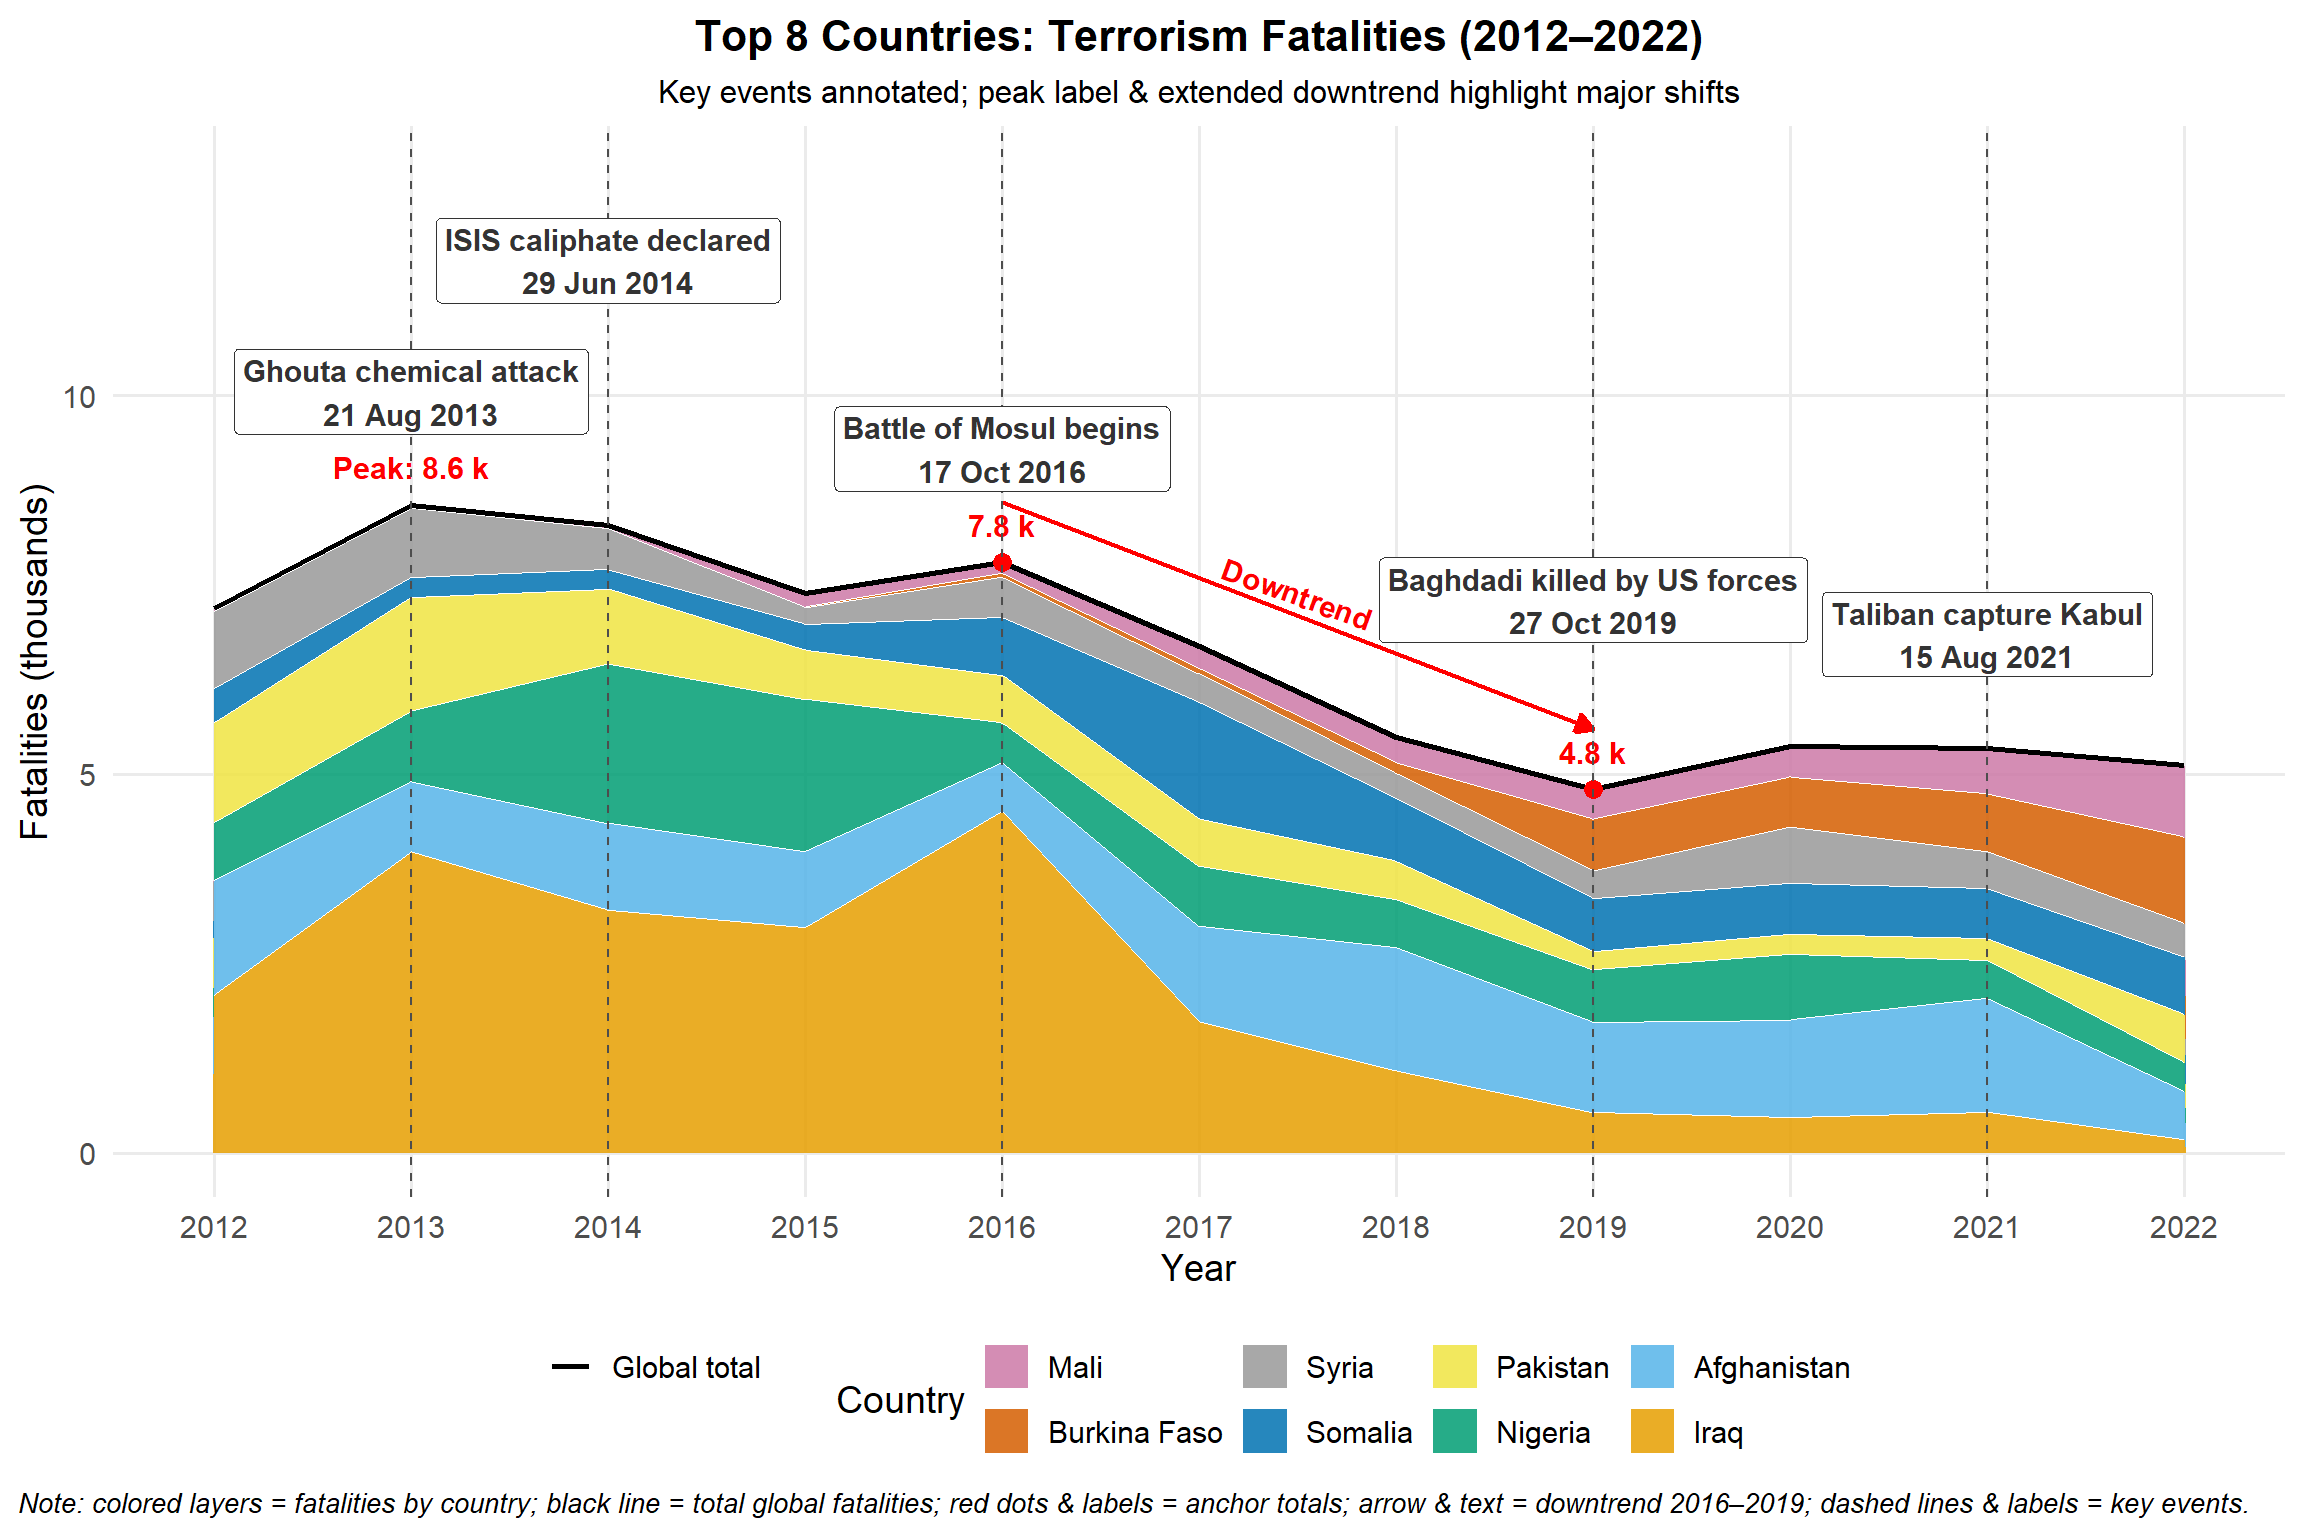 Top 8 Countries: Terrorism Fatalities (2012–2022)
Key events annotated; peak label & extended downtrend highlight major shifts
ISIS caliphate declared
29 Jun 2014
Ghouta chemical attack
21 Aug 2013
Peak: 8.6 k
Battle of Mosul begins
17 Oct 2016
7.8 k
Downtrend
Baghdadi killed by US forces
27 Oct 2019
4.8 k
Taliban capture Kabul
15 Aug 2021
Fatalities (thousands)
10
5
0
2012 2013 2014 2015 2016 2017 2018 2019 2020 2021 2022
Year
Global total
Country
Mali Syria Pakistan Afghanistan
Burkina Faso Somalia Nigeria Iraq
Note: colored layers = fatalities by country; black line = total global fatalities; red dots & labels = anchor totals; arrow & text = downtrend 2016–2019; dashed lines & labels = key events.